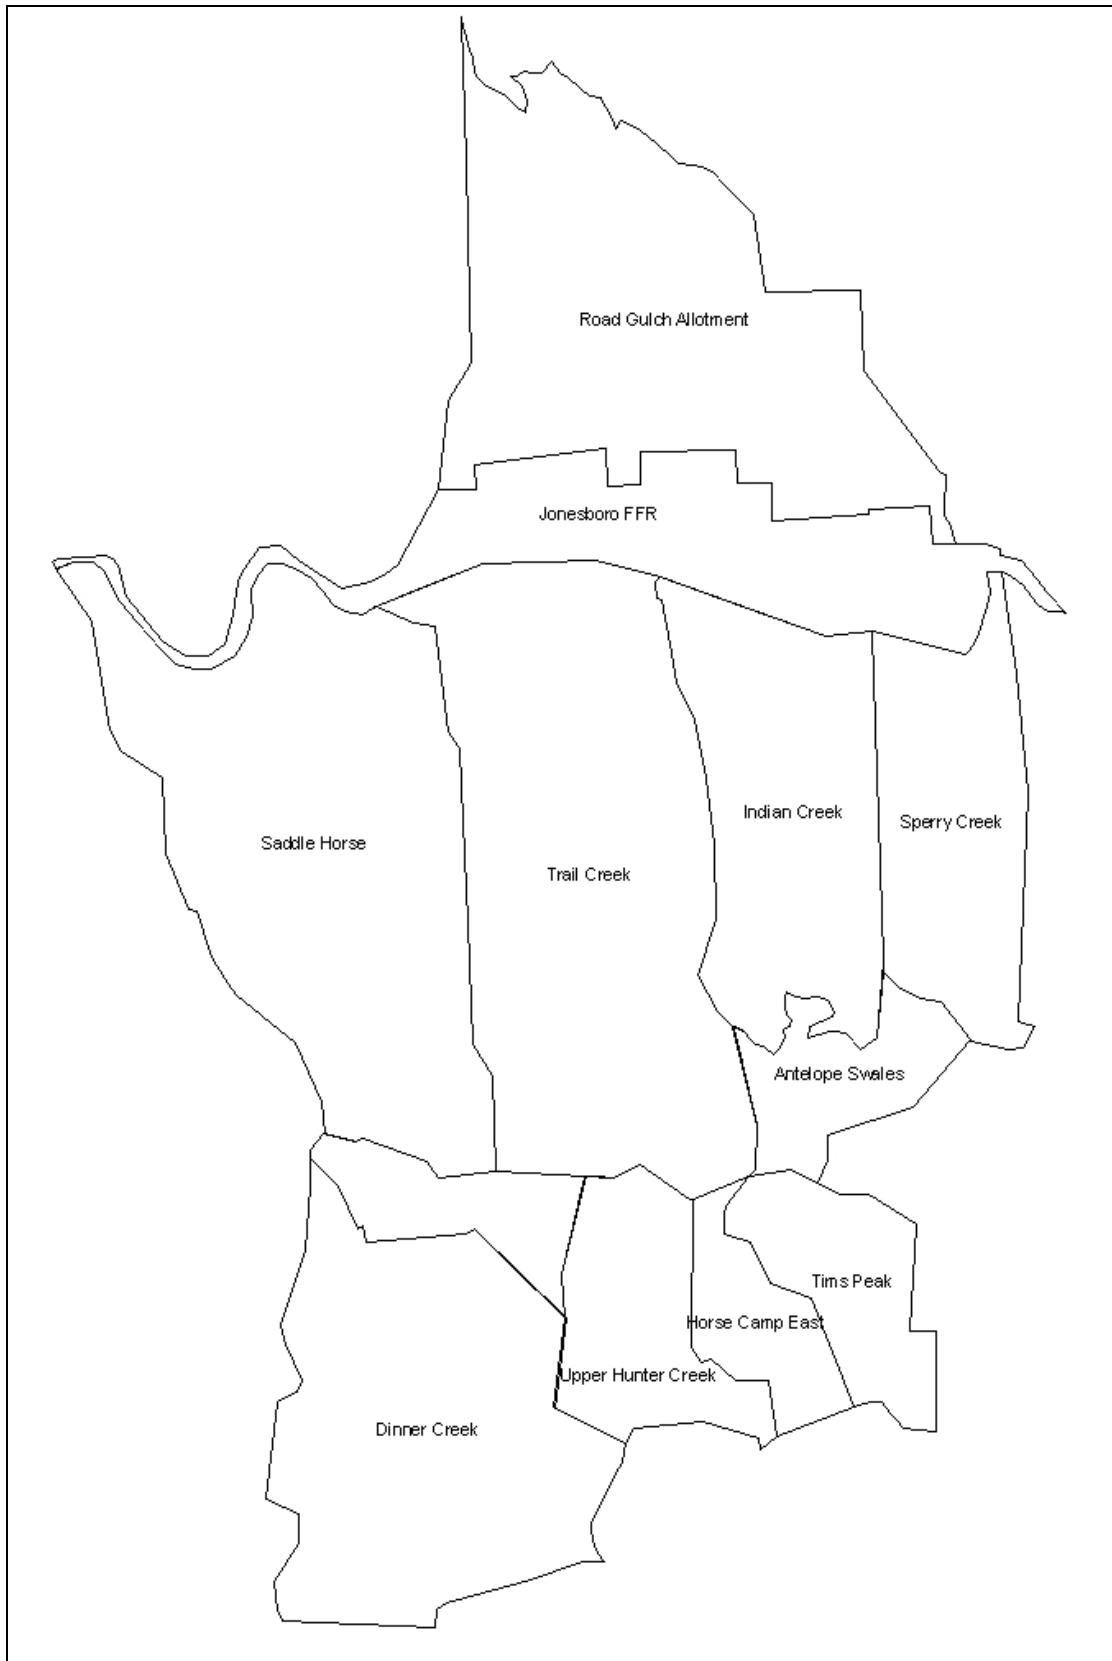 Road Gulch Allotment
Jonesboro FFR
Indian Creek
Sperry Creek
Saddle Horse
Trail Creek
Antelope Swales
Tims Peak
Horse Camp East
Upper Hunter Creek
Dinner Creek